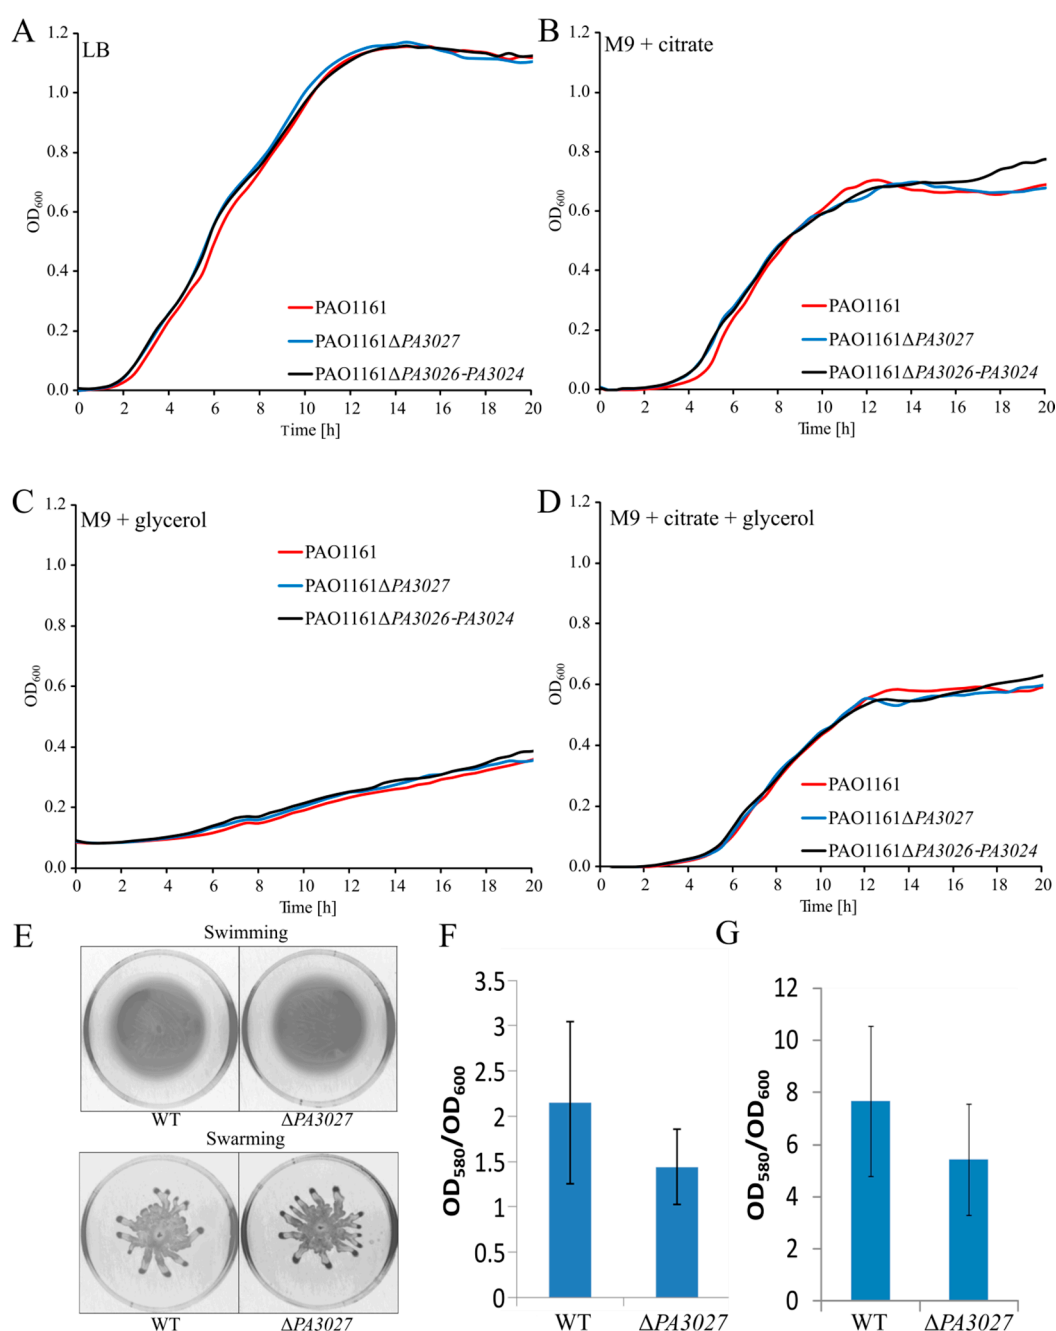 A
LB
1.2
1.0
0.8
0.6
0.4
0.2
0.0
OD600
0 2 4 6 8 10 12 14 16 18 20
Time [h]
PAO1161
PAO1161ΔPA3027
PAO1161ΔPA3026-PA3024
B
M9 + citrate
1.2
1.0
0.8
0.6
0.4
0.2
0.0
OD600
0 2 4 6 8 10 12 14 16 18 20
Time [h]
PAO1161
PAO1161ΔPA3027
PAO1161ΔPA3026-PA3024
C
M9 + glycerol
1.2
1.0
0.8
0.6
0.4
0.2
0.0
OD600
0 2 4 6 8 10 12 14 16 18 20
Time [h]
PAO1161
PAO1161ΔPA3027
PAO1161ΔPA3026-PA3024
D
M9 + citrate + glycerol
1.2
1.0
0.8
0.6
0.4
0.2
0.0
OD600
0 2 4 6 8 10 12 14 16 18 20
Time [h]
PAO1161
PAO1161ΔPA3027
PAO1161ΔPA3026-PA3024
E
Swimming
WT ΔPA3027
Swarming
WT ΔPA3027
F
3.5
3
2.5
2
1.5
1
0.5
0
OD580/OD600
WT ΔPA3027
G
12
10
8
6
4
2
0
OD580/OD600
WT ΔPA3027